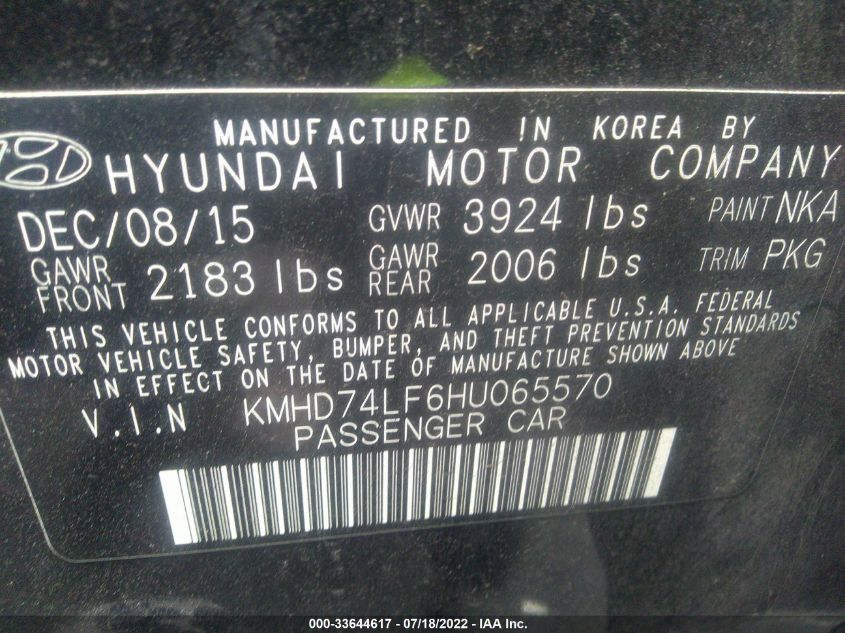 MANUFACTURED IN KOREA BY
HYUNDAI MOTOR COMPANY
DEC/08/15 GVWR 3924 lbs PAINT NKA
GAWR FRONT 2183 lbs GAWR REAR 2006 lbs TRIM PKG
THIS VEHICLE CONFORMS TO ALL APPLICABLE U.S.A. FEDERAL
MOTOR VEHICLE SAFETY, BUMPER, AND THEFT PREVENTION STANDARDS
IN EFFECT ON THE DATE OF MANUFACTURE SHOWN ABOVE
V.I.N KMHD74LF6HU065570
PASSENGER CAR
000-33644617 - 07/18/2022 - IAA Inc.